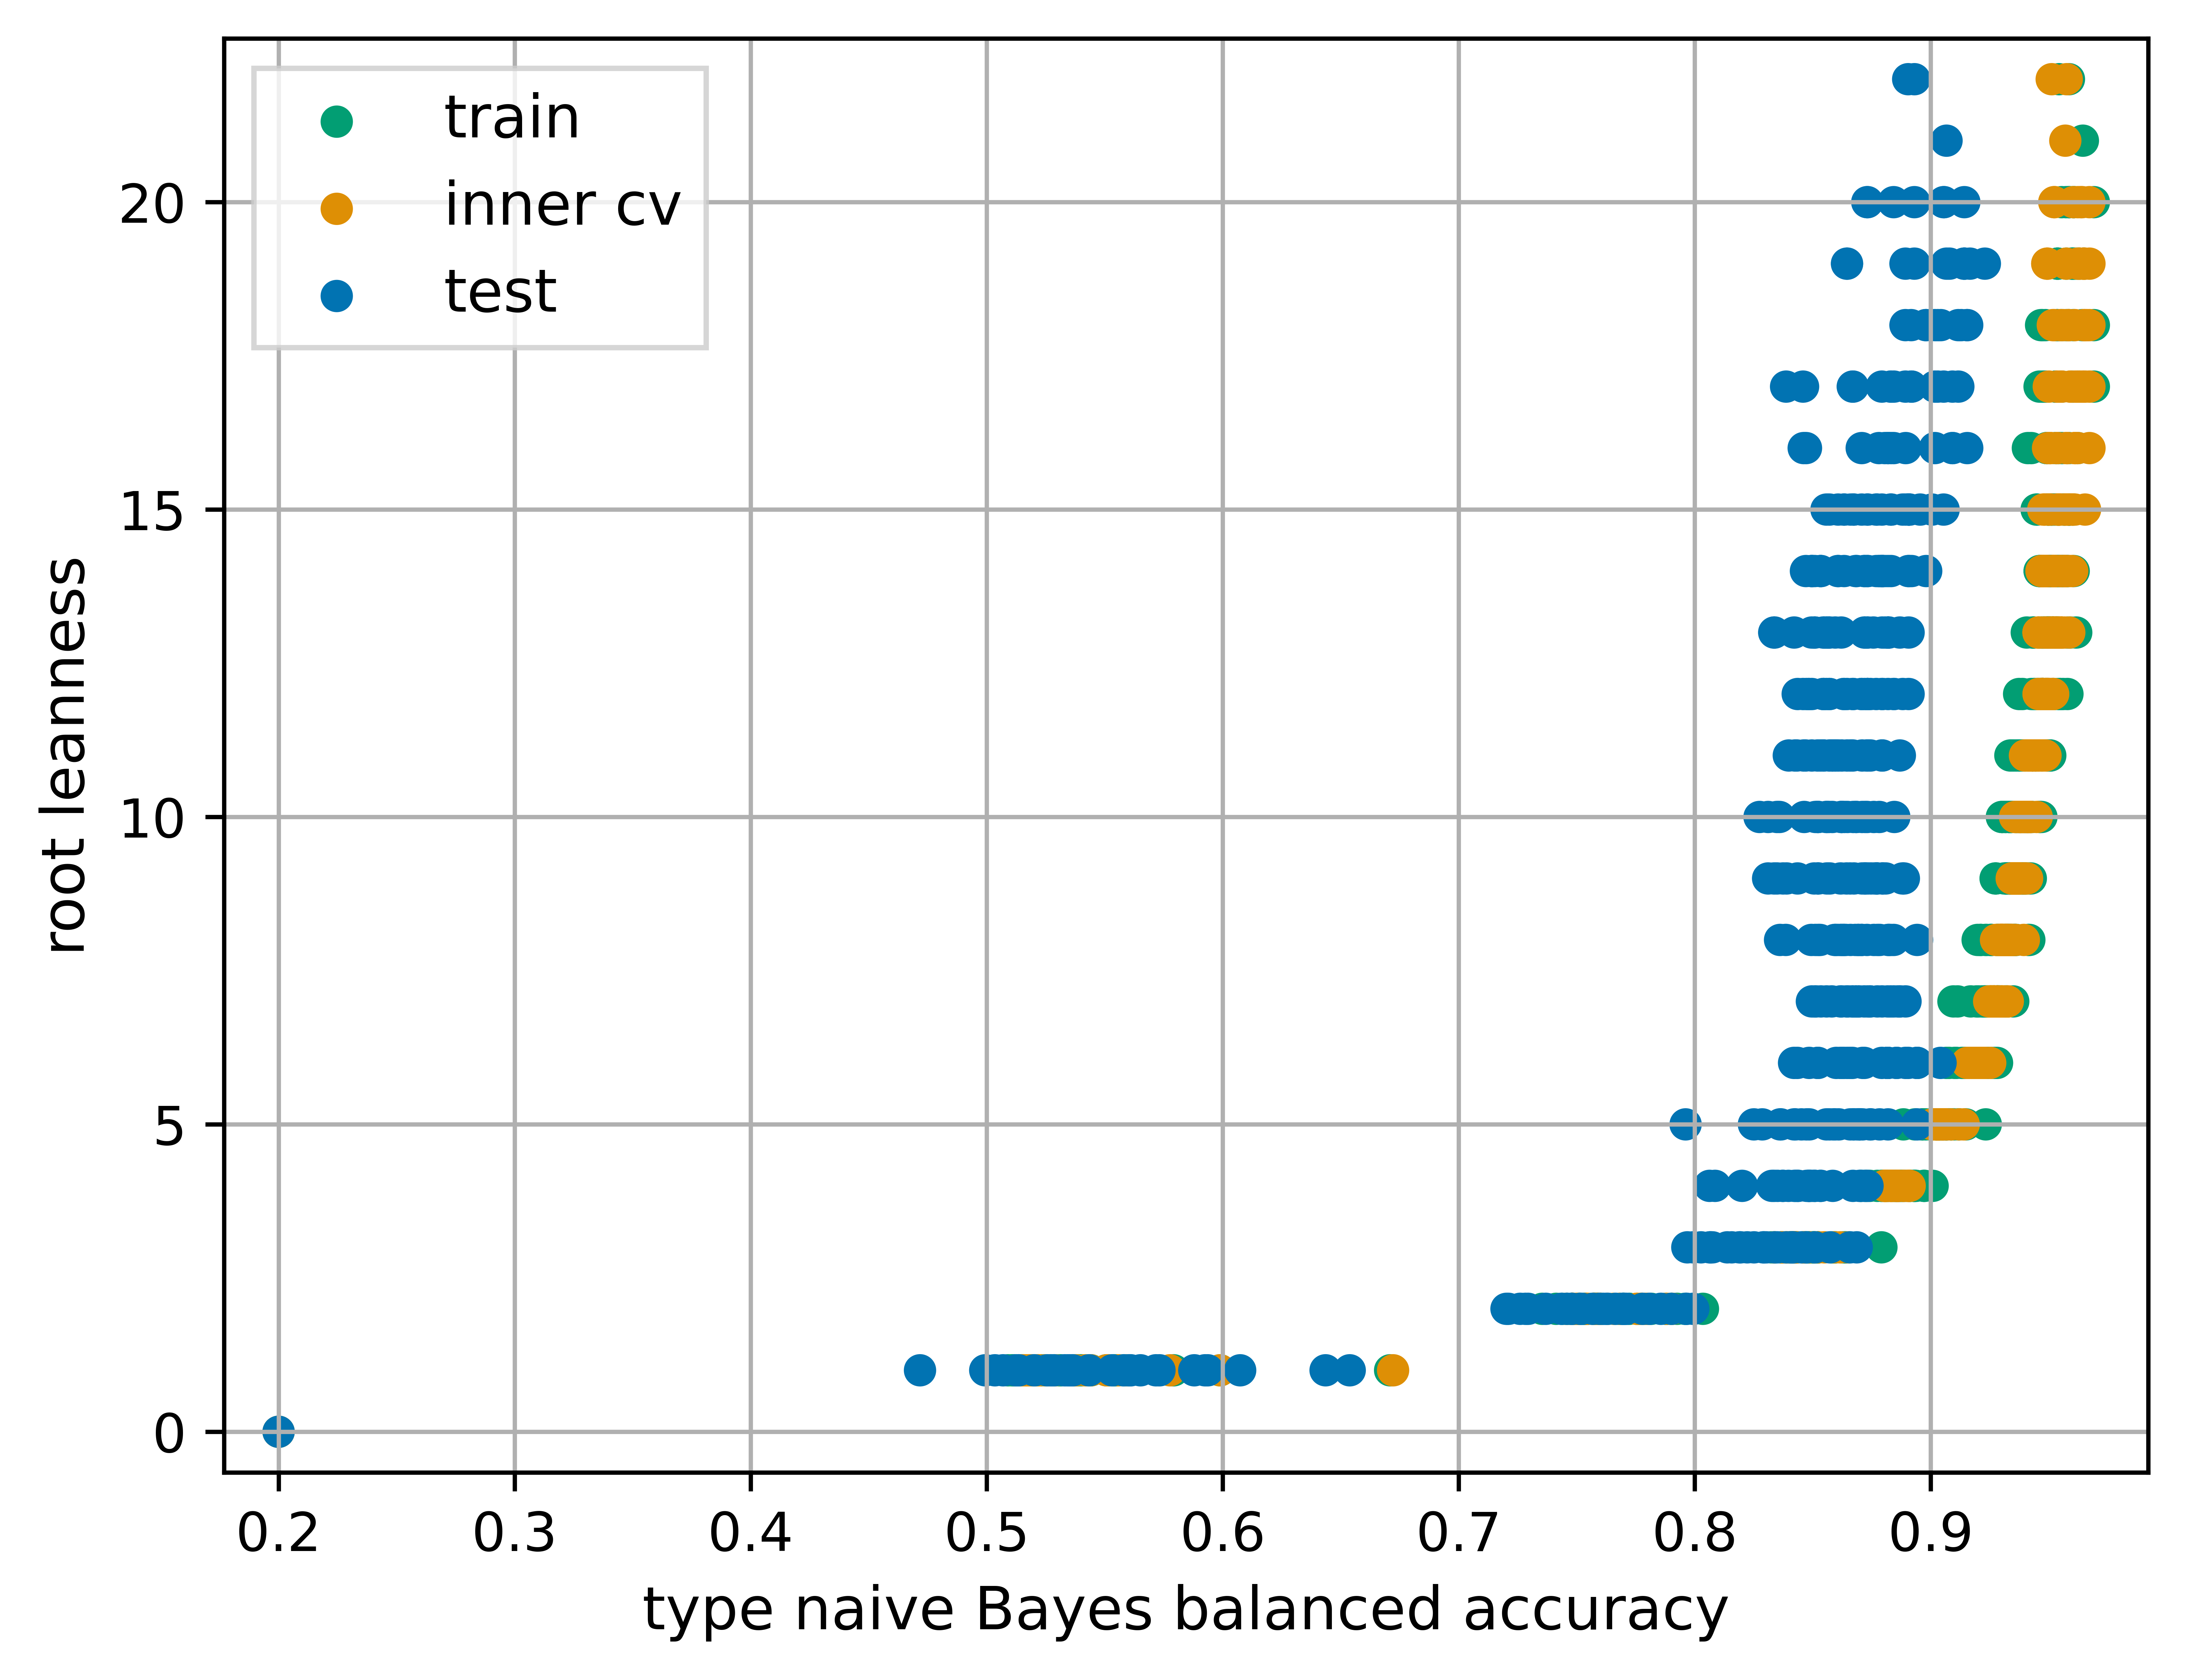 train
inner cv
test
20
15
10
5
0
root leanness
0.2 0.3 0.4 0.5 0.6 0.7 0.8 0.9
type naive Bayes balanced accuracy